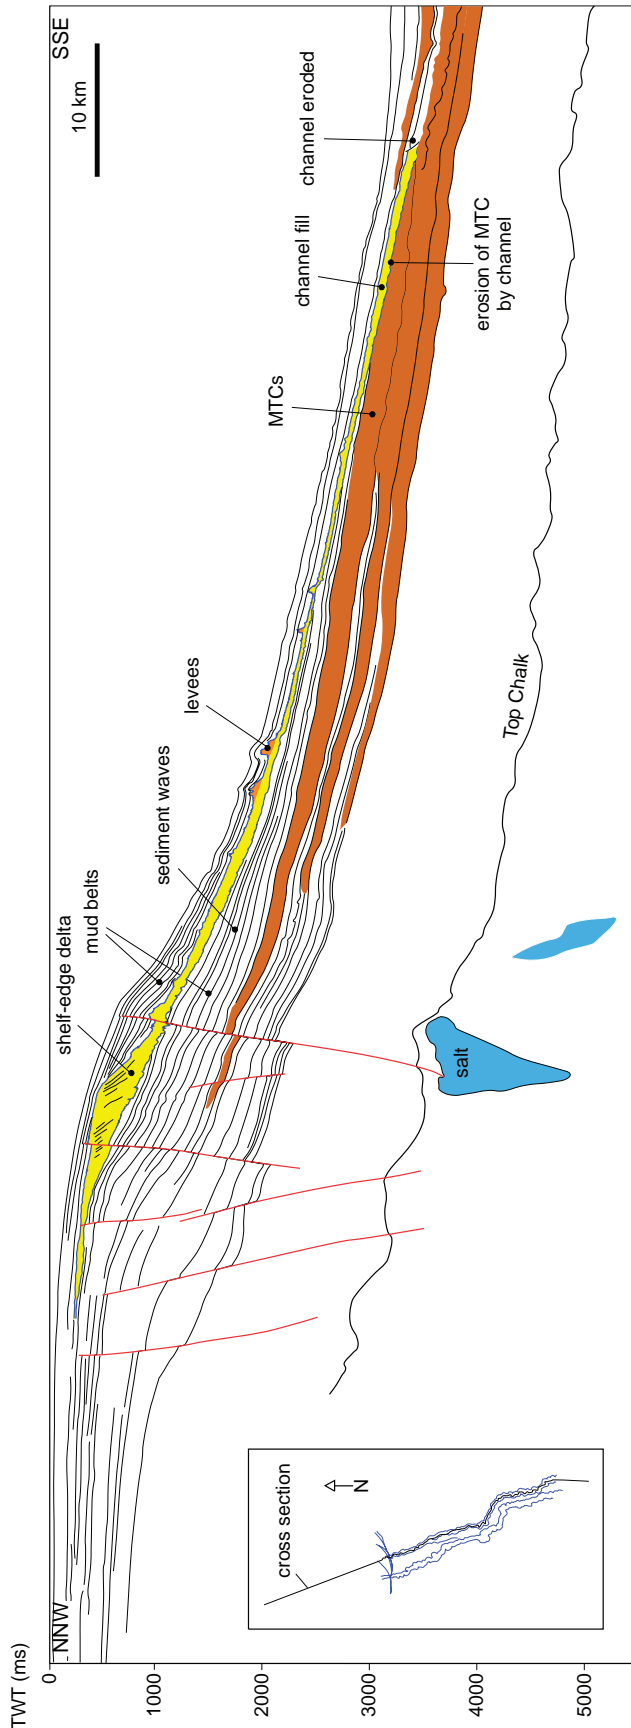 TWT (ms)
NNW
SSE
0
1000
2000
3000
4000
5000
10 km
shelf-edge delta
mud belts
sediment waves
levees
MTCs
channel fill
channel eroded
erosion of MTC
by channel
Top Chalk
salt
cross section
N